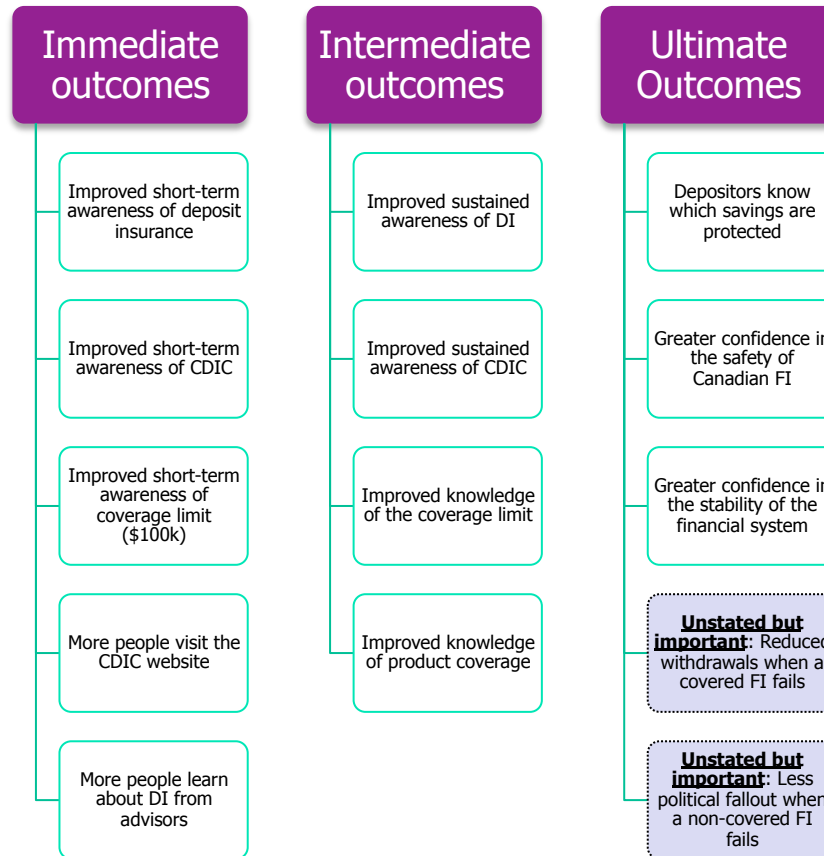 Immediate
outcomes
Improved short-term
awareness of deposit
insurance
Improved short-term
awareness of CDIC
Improved short-term
awareness of
coverage limit
($100k)
More people visit the
CDIC website
More people learn
about DI from
advisors
Intermediate
outcomes
Improved sustained
awareness of DI
Improved sustained
awareness of CDIC
Improved knowledge
of the coverage limit
Improved knowledge
of product coverage
Ultimate
Outcomes
Depositors know
which savings are
protected
Greater confidence in
the safety of
Canadian FI
Greater confidence in
the stability of the
financial system
Unstated but
important: Reduced
withdrawals when a
covered FI fails
Unstated but
important: Less
political fallout when
a non-covered FI
fails